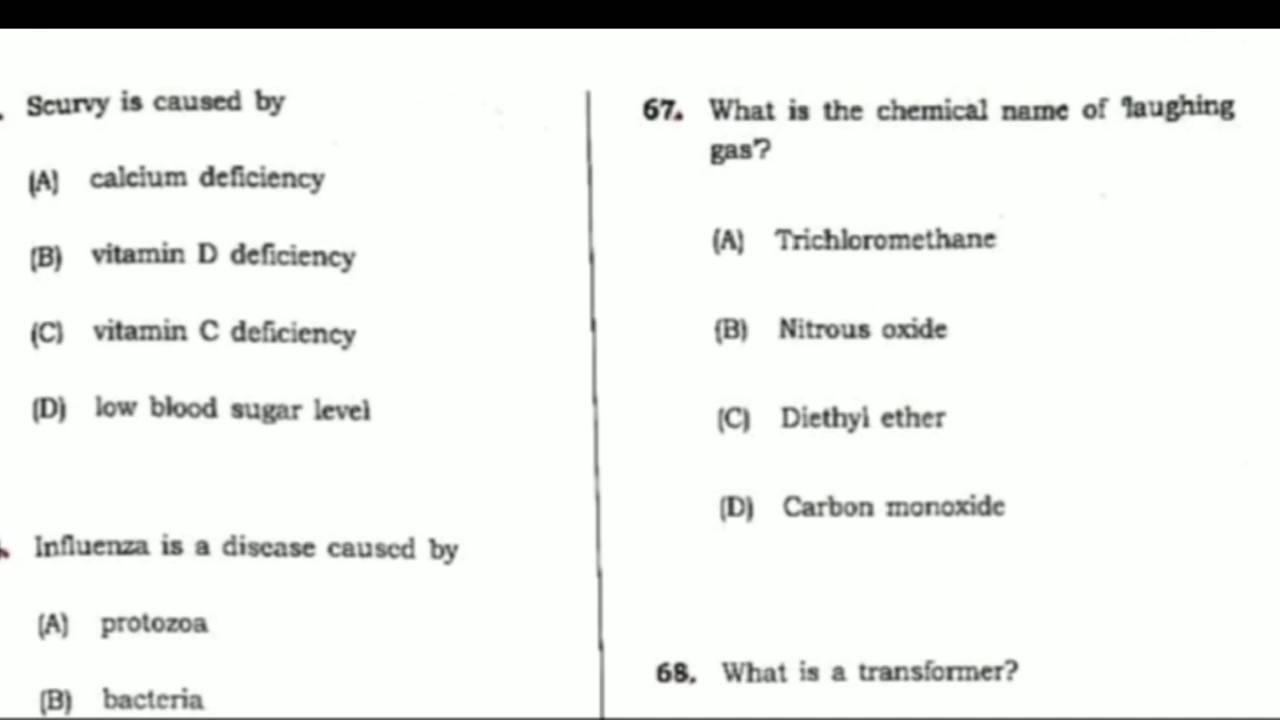 Scurvy is caused by
(A) calcium deficiency
(B) vitamin D deficiency
(C) vitamin C deficiency
(D) low blood sugar level
Influenza is a disease caused by
(A) protozoa
(B) bacteria
67. What is the chemical name of 'laughing
gas'?
(A) Trichloromethane
(B) Nitrous oxide
(C) Diethyl ether
(D) Carbon monoxide
68. What is a transformer?